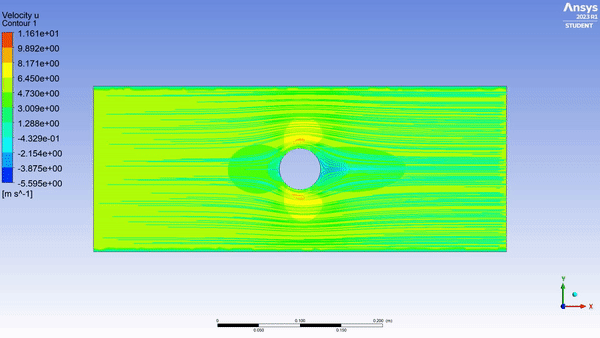 Velocity u
Contour 1
1.161e+01
9.892e+00
8.171e+00
6.450e+00
4.730e+00
3.009e+00
1.288e+00
-4.329e-01
-2.154e+00
-3.875e+00
-5.595e+00
[m s^-1]
Ansys
2023 R1
STUDENT
Y
X
0
0.100
0.200 (m)
0.050
0.150